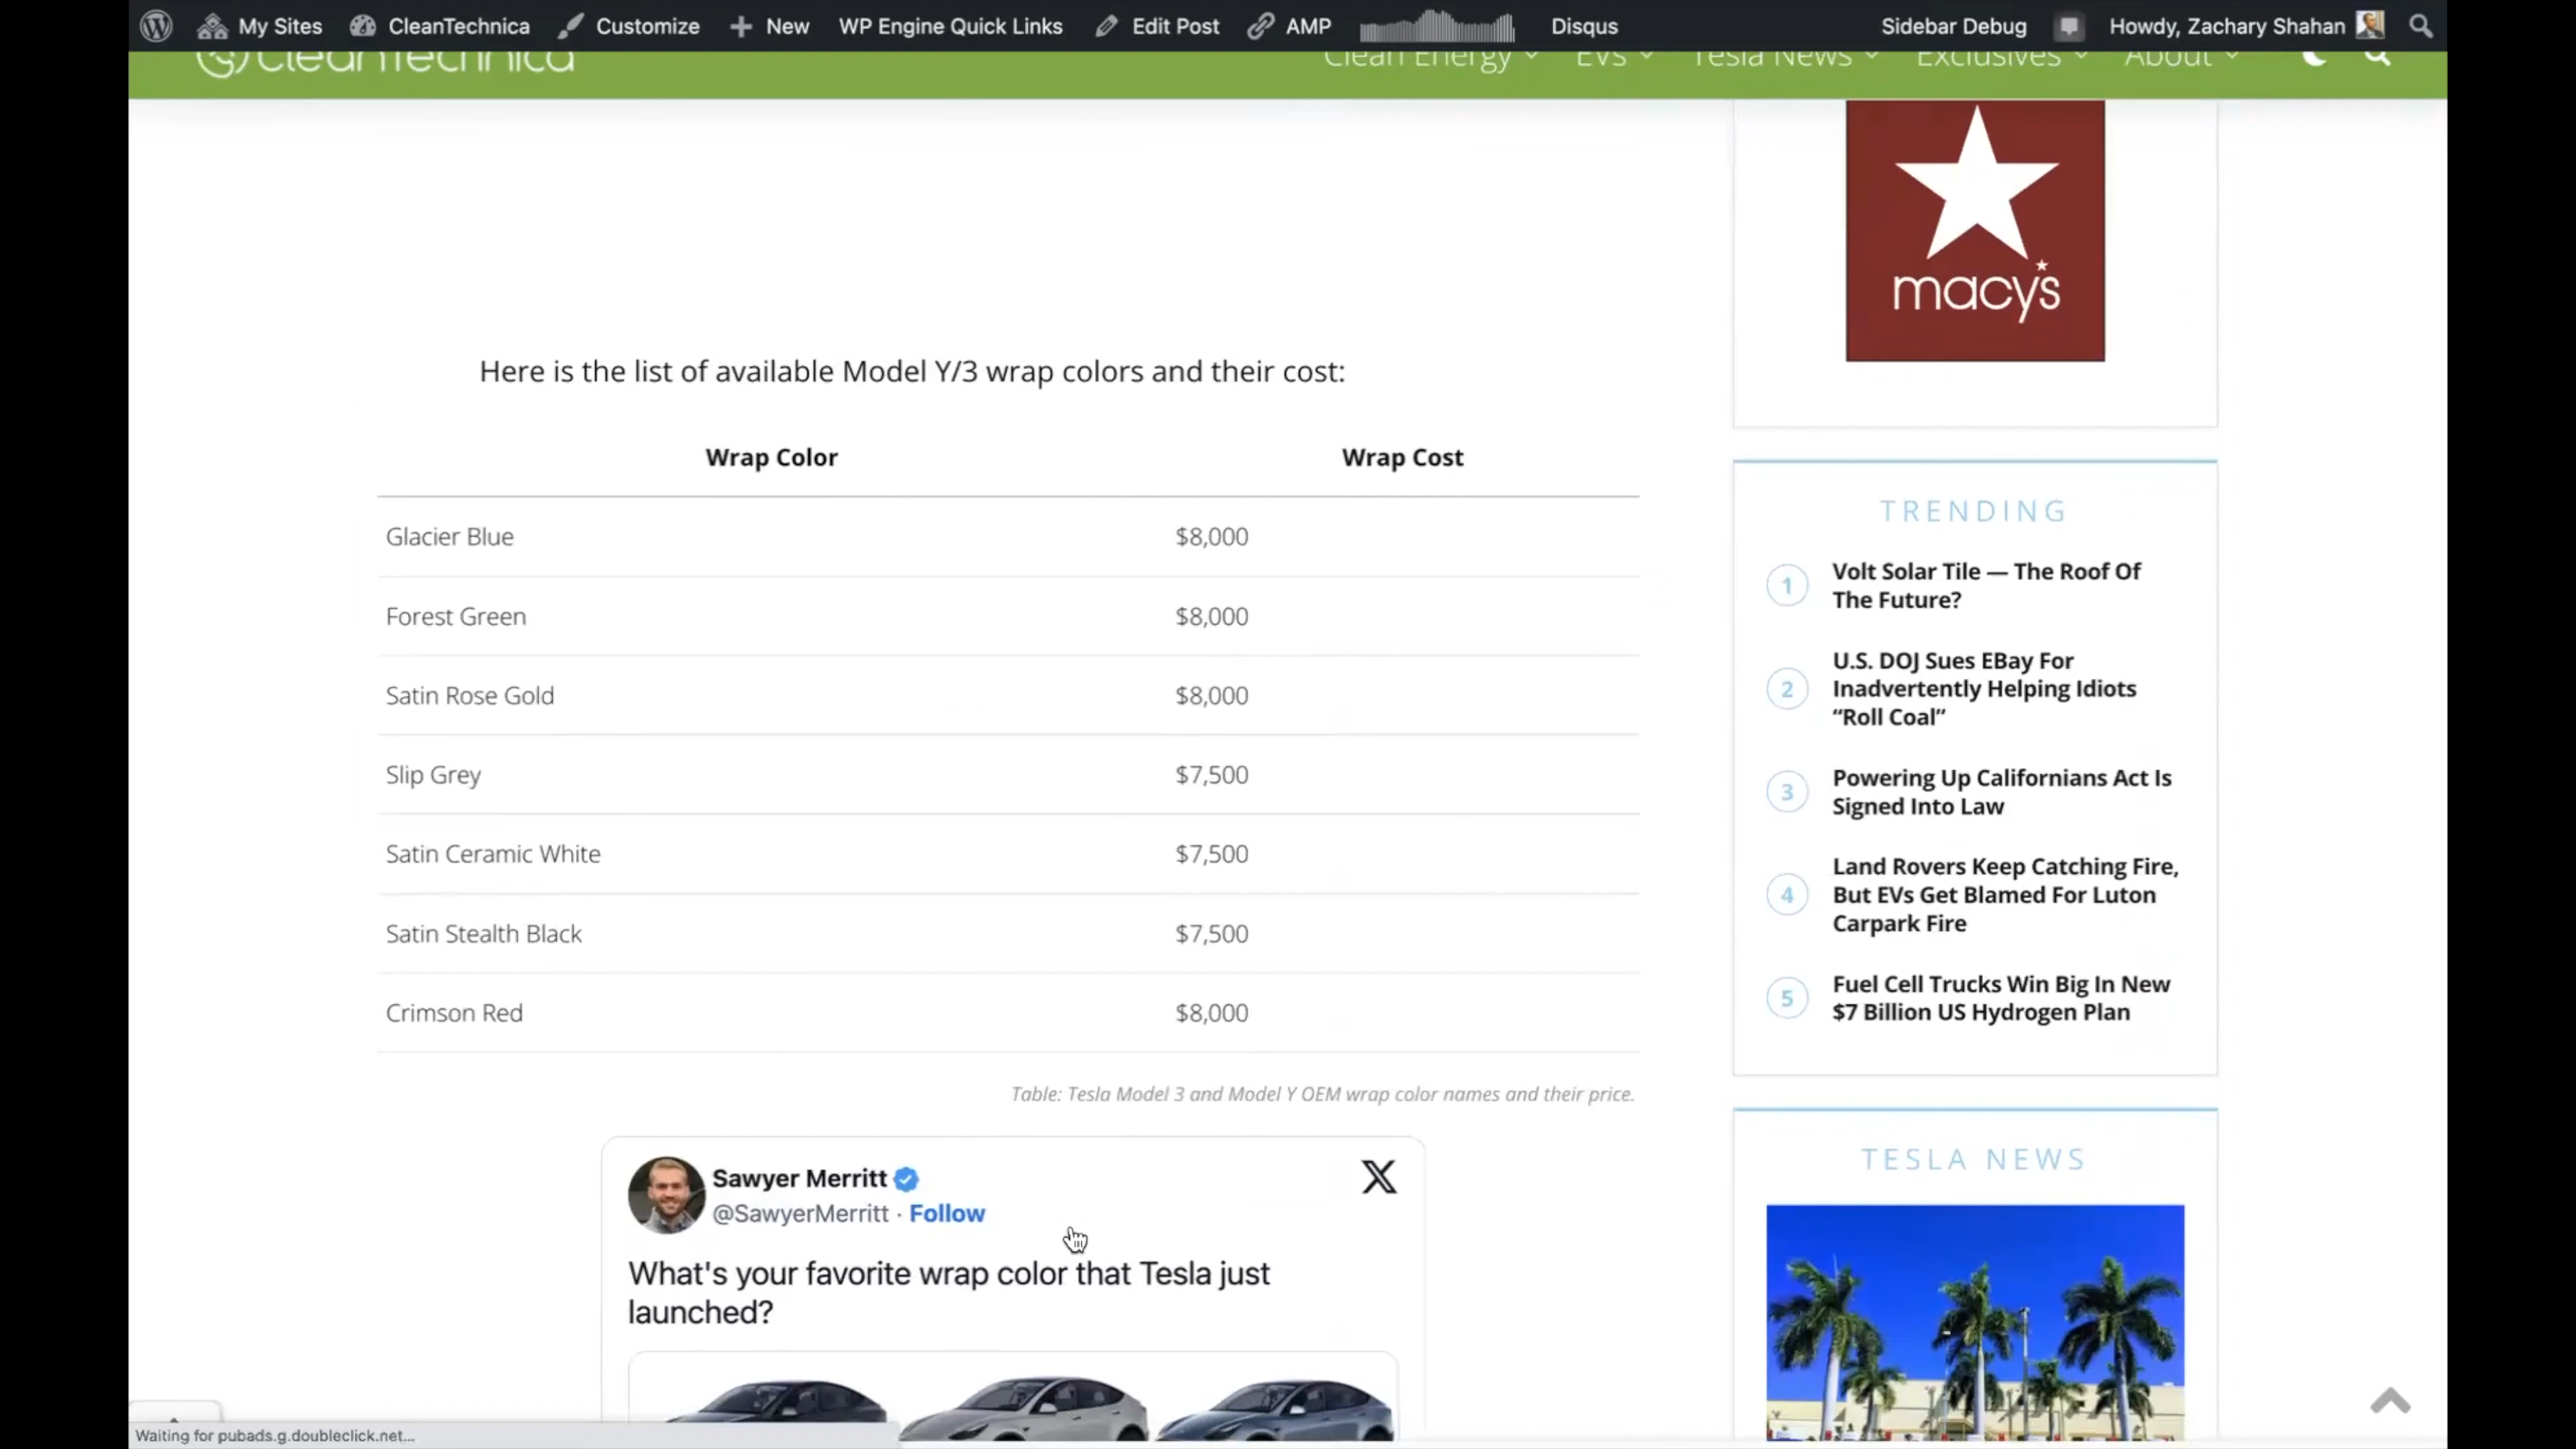 My Sites CleanTechnica Customize New WP Engine Quick Links Edit Post AMP Disqus Sidebar Debug Howdy, Zachary Shahan
CleanTechnica Clean Energy EVs Tesla News Exclusives About
macy's
Here is the list of available Model Y/3 wrap colors and their cost:
Wrap Color Wrap Cost
Glacier Blue $8,000
Forest Green $8,000
Satin Rose Gold $8,000
Slip Grey $7,500
Satin Ceramic White $7,500
Satin Stealth Black $7,500
Crimson Red $8,000
Table: Tesla Model 3 and Model Y OEM wrap color names and their price.
Sawyer Merritt
@SawyerMerritt · Follow
What's your favorite wrap color that Tesla just
launched?
TRENDING
1 Volt Solar Tile — The Roof Of
The Future?
2 U.S. DOJ Sues EBay For
Inadvertently Helping Idiots
“Roll Coal”
3 Powering Up Californians Act Is
Signed Into Law
4 Land Rovers Keep Catching Fire,
But EVs Get Blamed For Luton
Carpark Fire
5 Fuel Cell Trucks Win Big In New
$7 Billion US Hydrogen Plan
TESLA NEWS
Waiting for pubads.g.doubleclick.net...